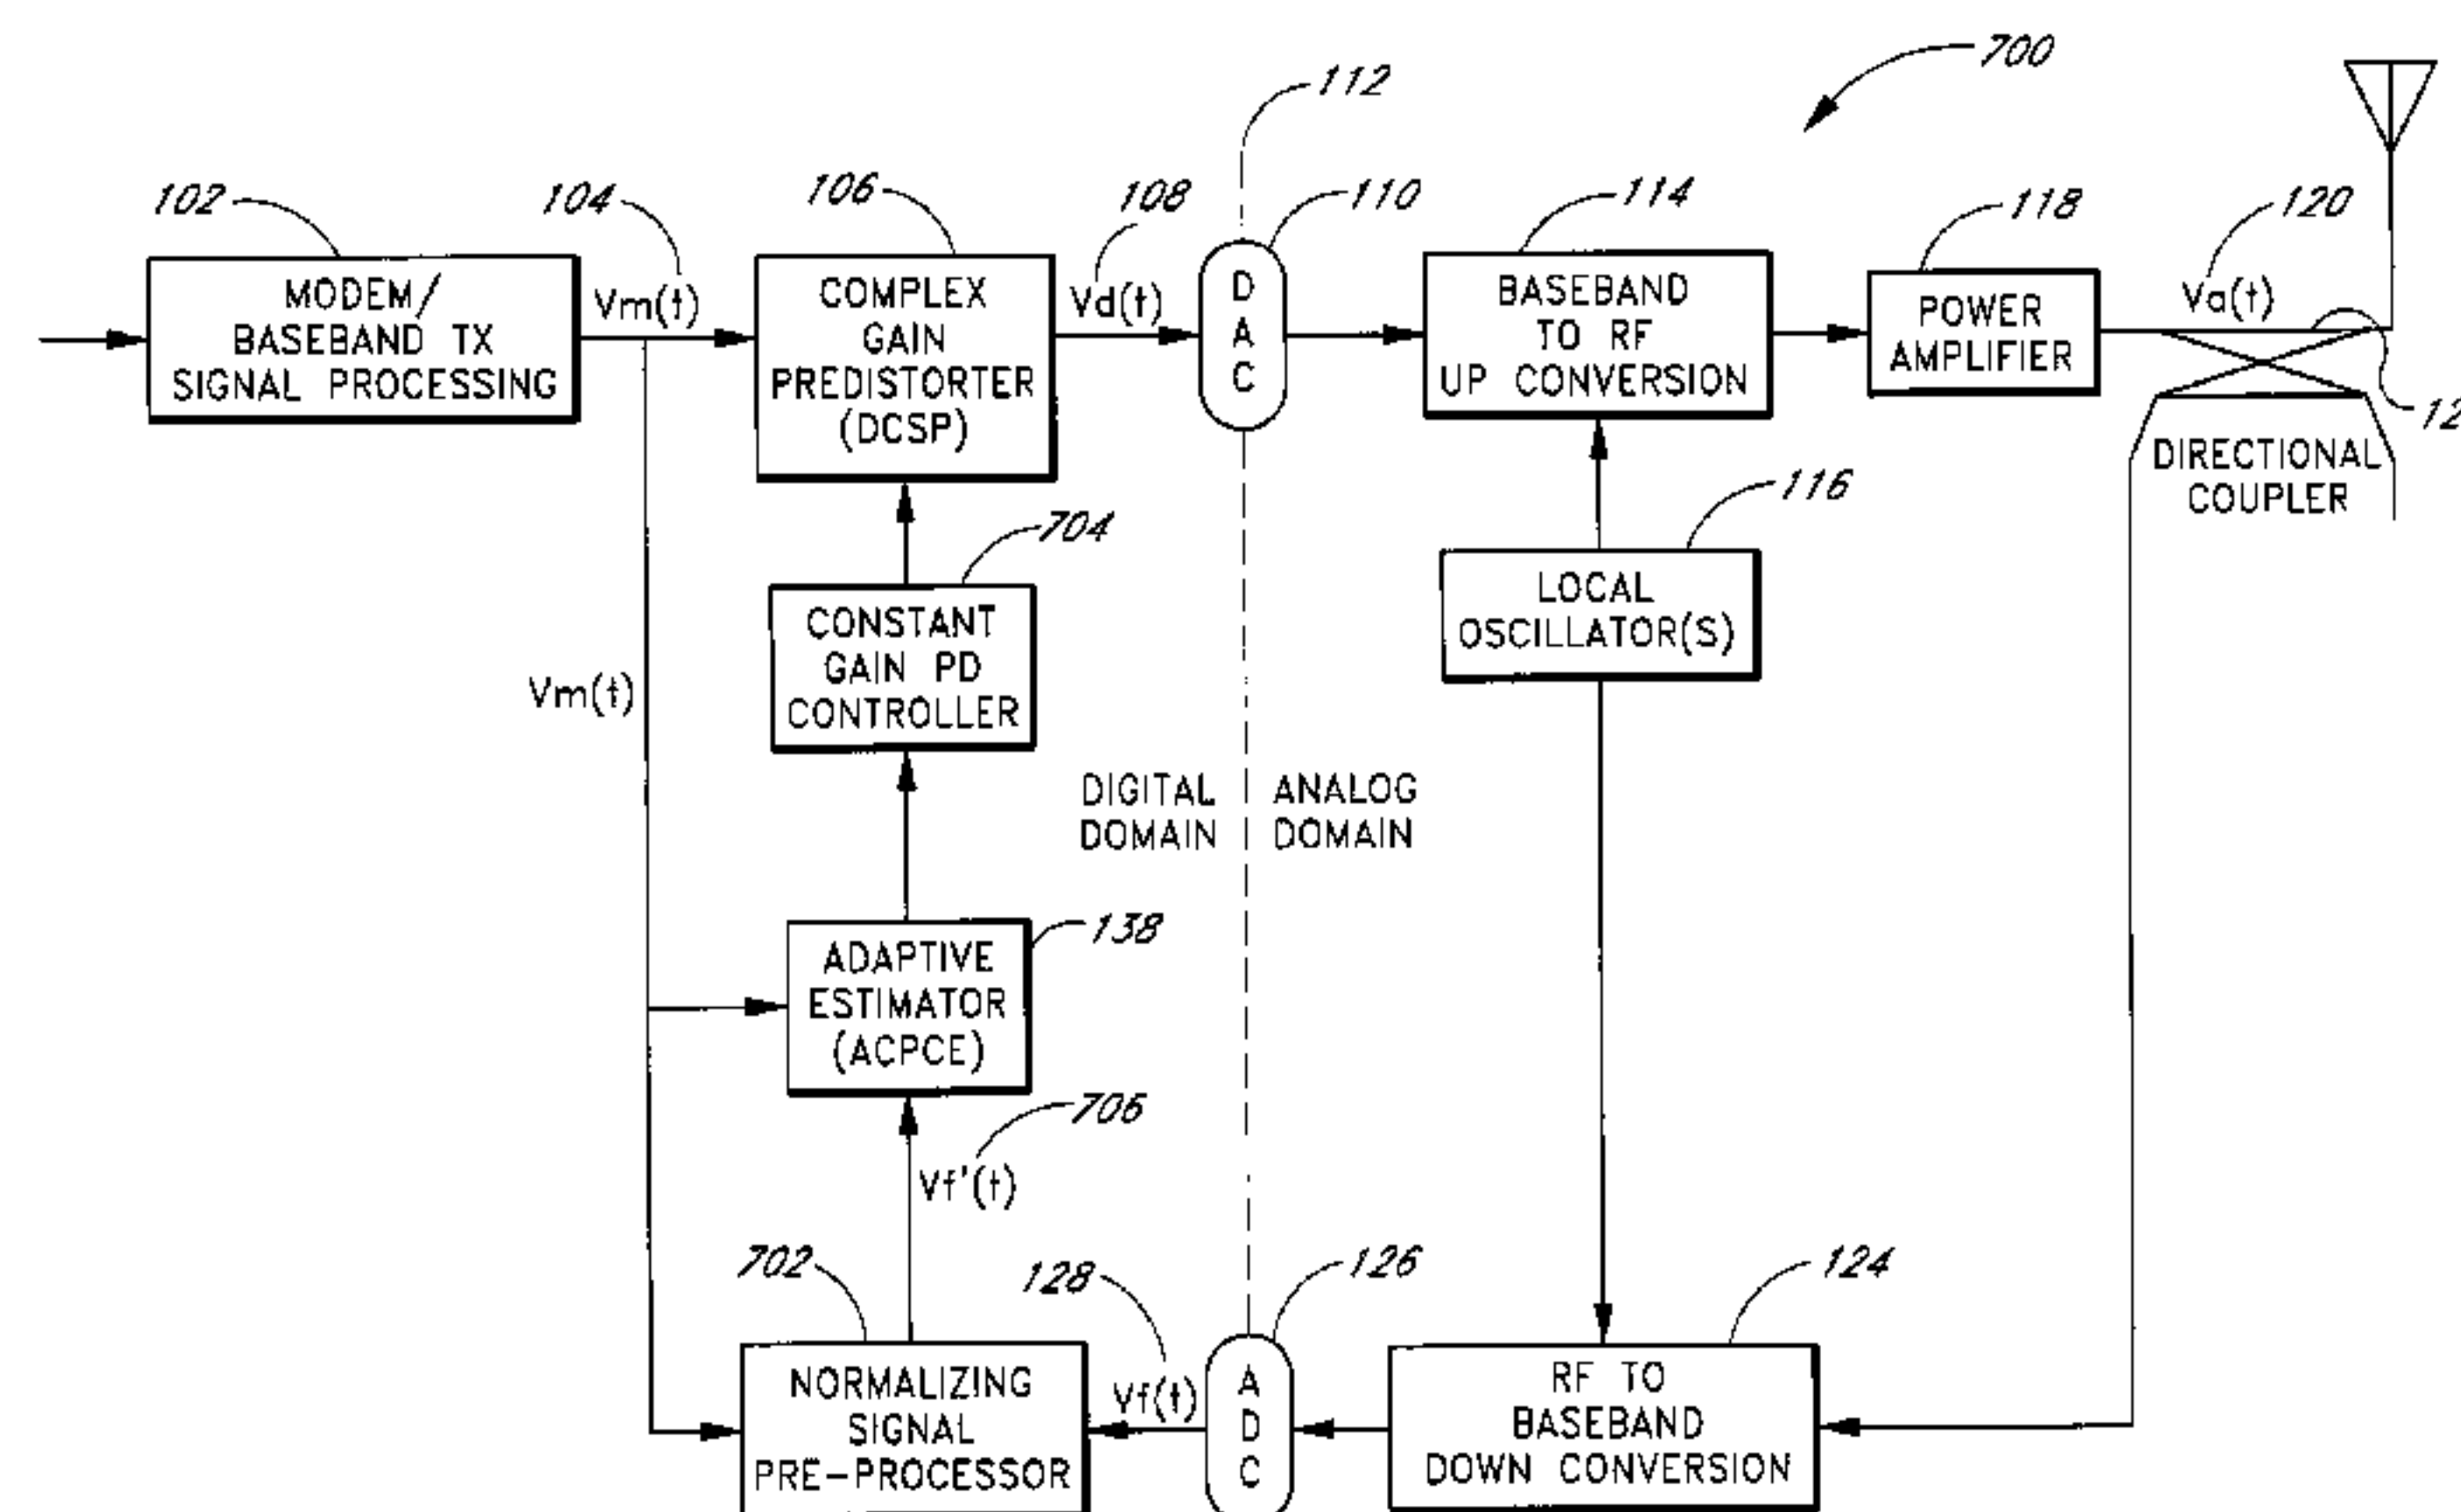 700
112
102
104
106
108
110
114
118
120
MODEM/
BASEBAND TX
SIGNAL PROCESSING
Vm(t)
COMPLEX
GAIN
PREDISTORTER
(DCSP)
Vd(t)
D
A
C
BASEBAND
TO RF
UP CONVERSION
POWER
AMPLIFIER
Va(t)
12
DIRECTIONAL
COUPLER
704
116
CONSTANT
GAIN PD
CONTROLLER
LOCAL
OSCILLATOR(S)
Vm(t)
DIGITAL
DOMAIN
ANALOG
DOMAIN
138
ADAPTIVE
ESTIMATOR
(ACPCE)
706
Vf'(t)
702
128
126
124
NORMALIZING
SIGNAL
PRE-PROCESSOR
Vf(t)
A
D
C
RF TO
BASEBAND
DOWN CONVERSION